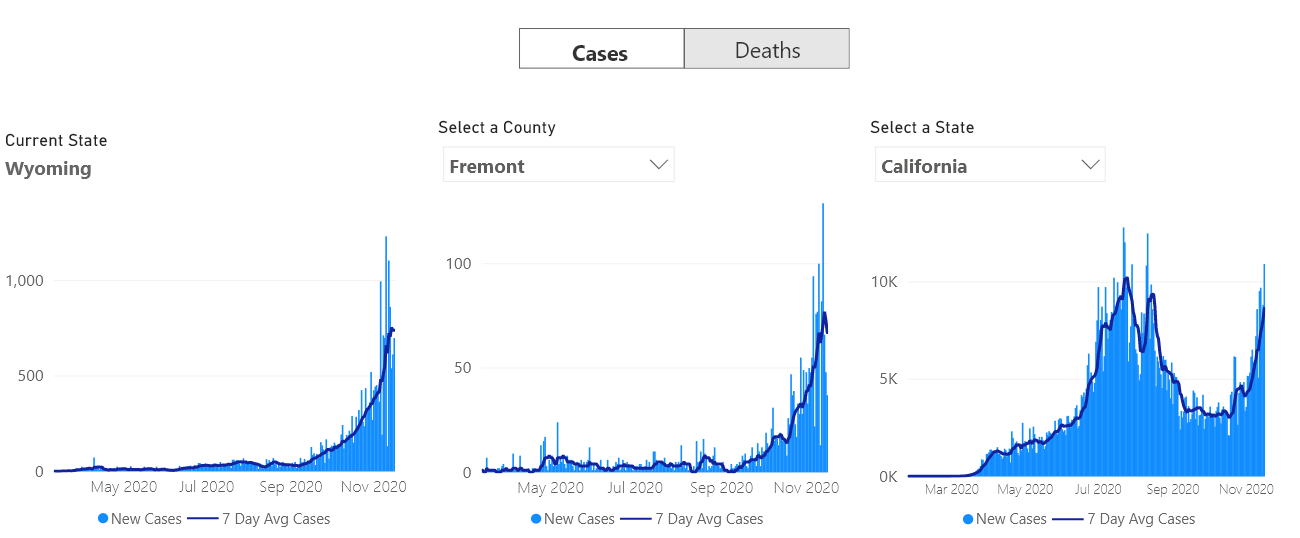 Cases
Deaths
Current State
Wyoming
Select a County
Fremont
Select a State
California
1,000
500
0
May 2020 Jul 2020 Sep 2020 Nov 2020
New Cases 7 Day Avg Cases
100
50
0
May 2020 Jul 2020 Sep 2020 Nov 2020
New Cases 7 Day Avg Cases
10K
5K
0K
Mar 2020 May 2020 Jul 2020 Sep 2020 Nov 2020
New Cases 7 Day Avg Cases